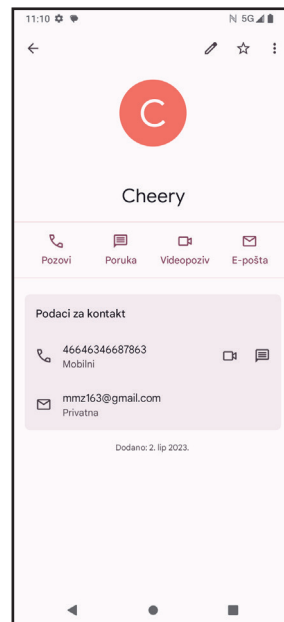 11:10
5G
C
Cheery
Pozovi
Poruka
Videopoziv
E-pošta
Podaci za kontakt
46646346687863
Mobilni
mmz163@gmail.com
Privatna
Dodano: 2. lip 2023.